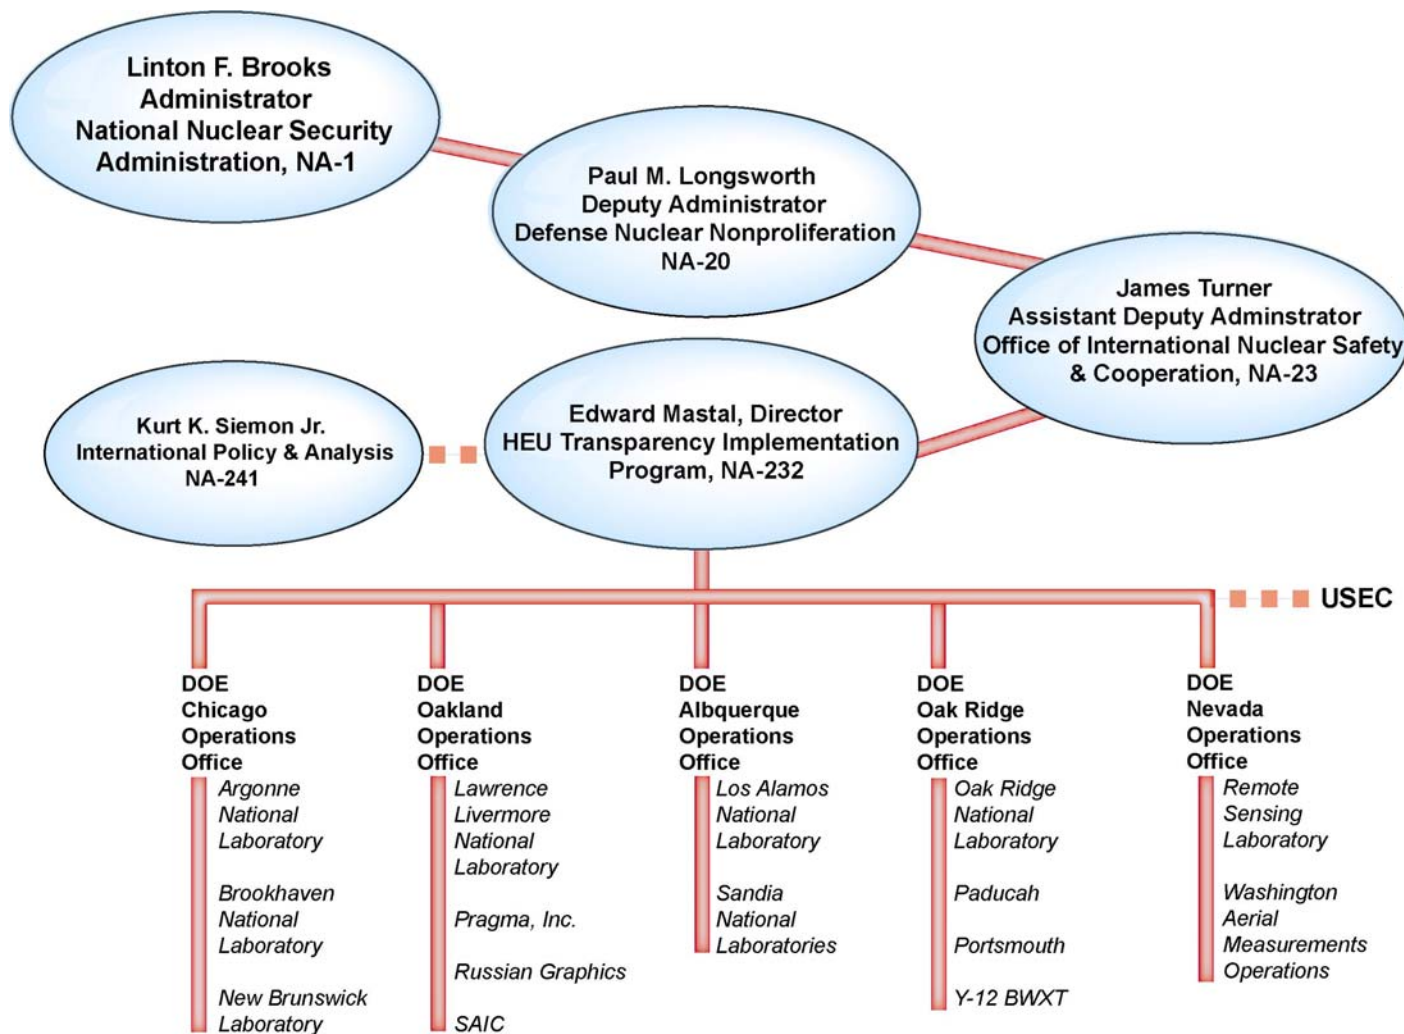 Linton F. Brooks
Administrator
National Nuclear Security
Administration, NA-1
Paul M. Longsworth
Deputy Administrator
Defense Nuclear Nonproliferation
NA-20
James Turner
Assistant Deputy Adminstrator
Office of International Nuclear Safety
& Cooperation, NA-23
Kurt K. Siemon Jr.
International Policy & Analysis
NA-241
Edward Mastal, Director
HEU Transparency Implementation
Program, NA-232
USEC
DOE
Chicago
Operations
Office
Argonne
National
Laboratory
Brookhaven
National
Laboratory
New Brunswick
Laboratory
DOE
Oakland
Operations
Office
Lawrence
Livermore
National
Laboratory
Pragma, Inc.
Russian Graphics
SAIC
DOE
Albquerque
Operations
Office
Los Alamos
National
Laboratory
Sandia
National
Laboratories
DOE
Oak Ridge
Operations
Office
Oak Ridge
National
Laboratory
Paducah
Portsmouth
Y-12 BWXT
DOE
Nevada
Operations
Office
Remote
Sensing
Laboratory
Washington
Aerial
Measurements
Operations